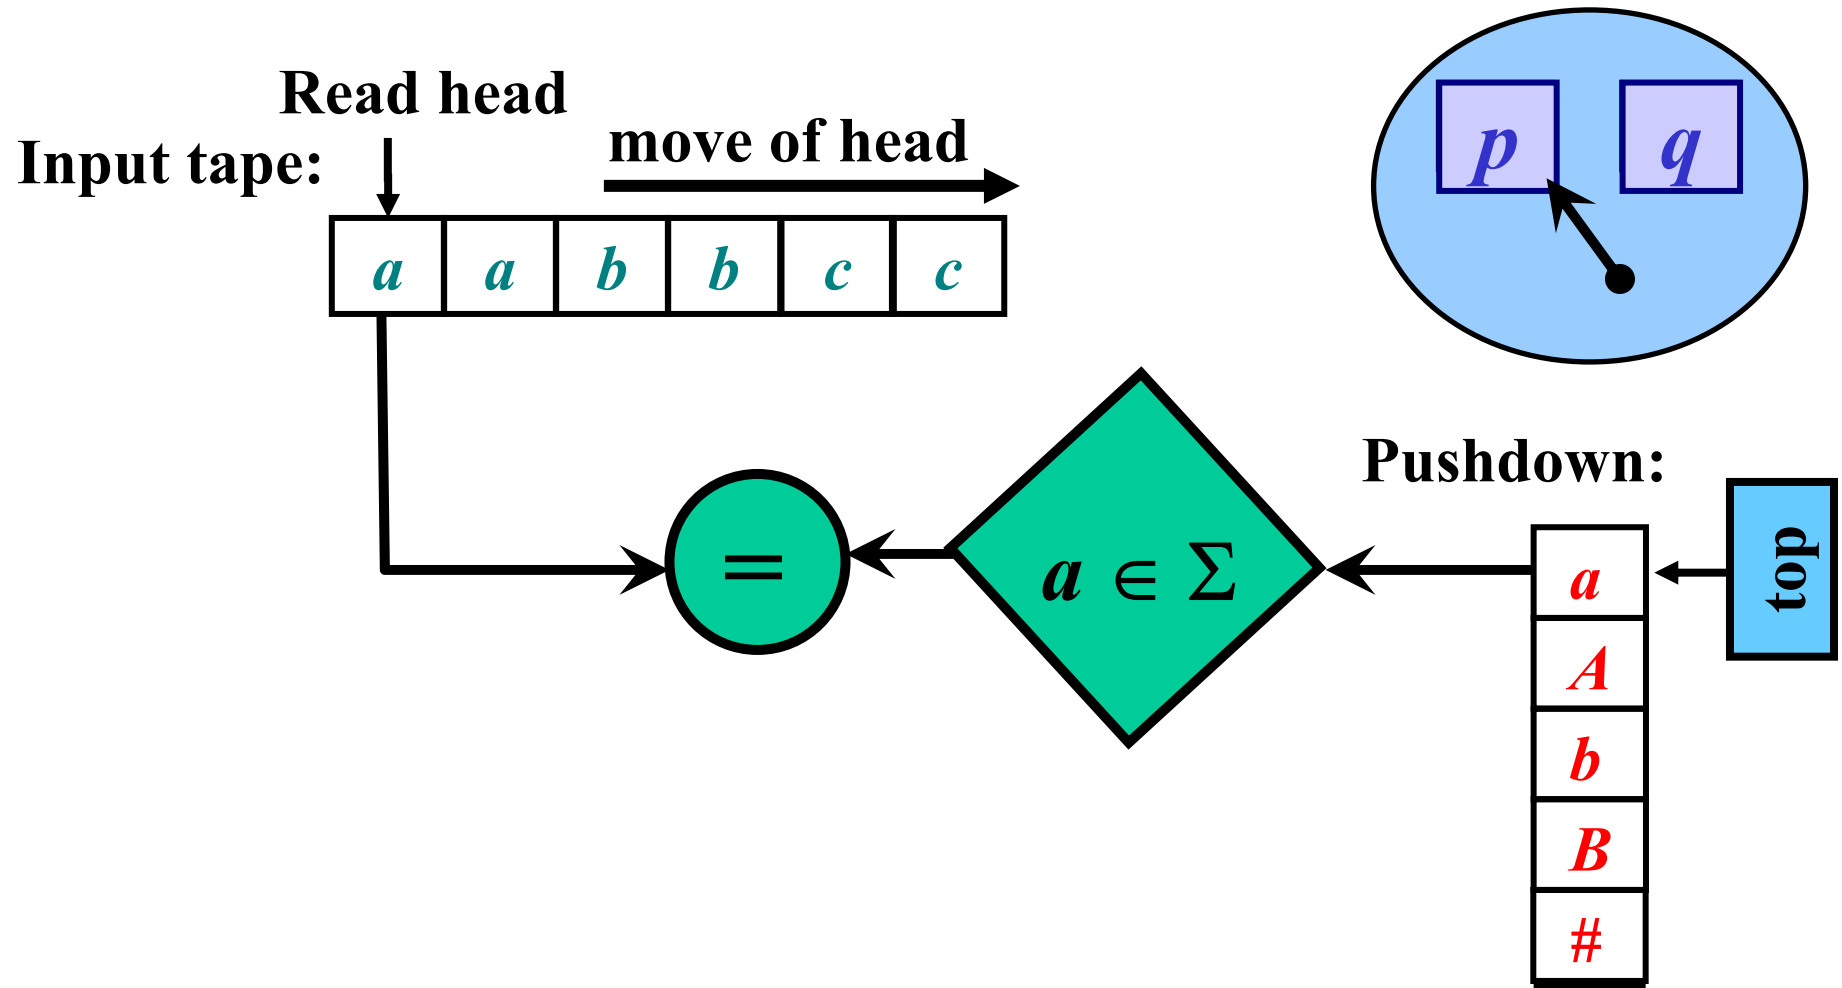 Read head
Input tape:
move of head
p q
a a b b c c
Pushdown:
top
= a ∈ Σ
a
A
b
B
#